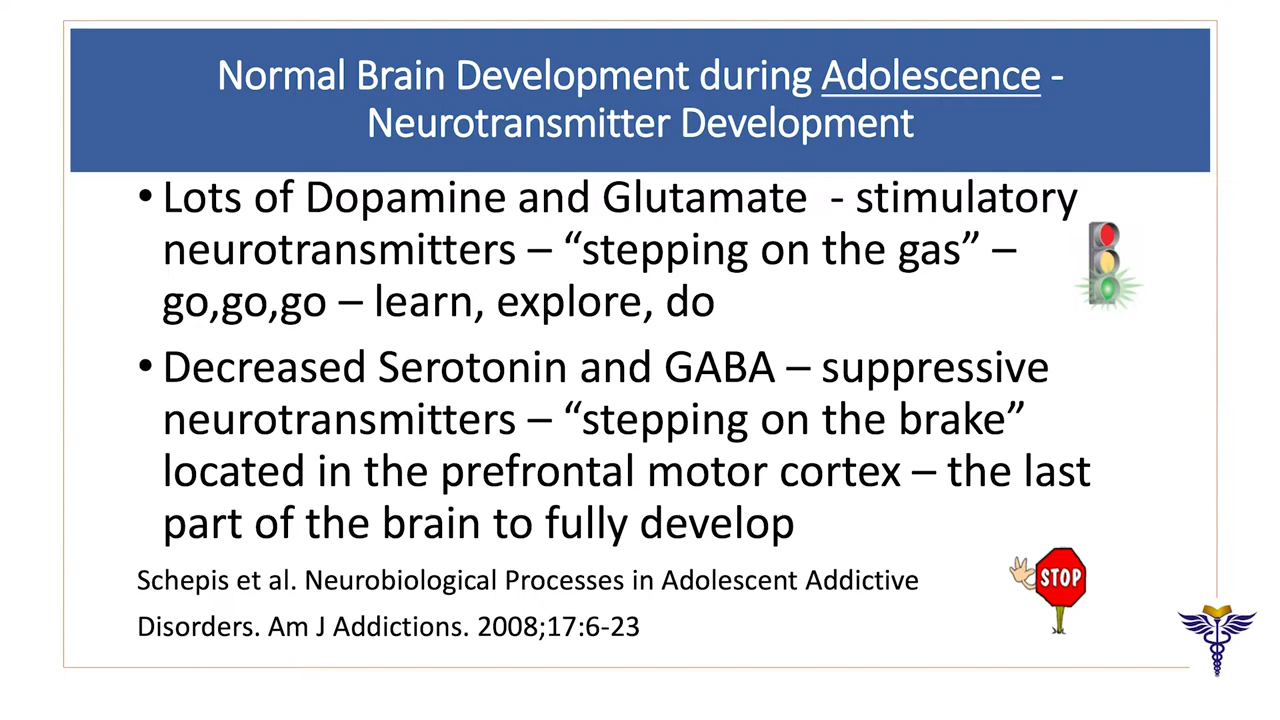 Normal Brain Development during Adolescence -
Neurotransmitter Development
• Lots of Dopamine and Glutamate - stimulatory
neurotransmitters – “stepping on the gas” –
go,go,go – learn, explore, do
• Decreased Serotonin and GABA – suppressive
neurotransmitters – “stepping on the brake”
located in the prefrontal motor cortex – the last
part of the brain to fully develop
STOP
Schepis et al. Neurobiological Processes in Adolescent Addictive
Disorders. Am J Addictions. 2008;17:6-23